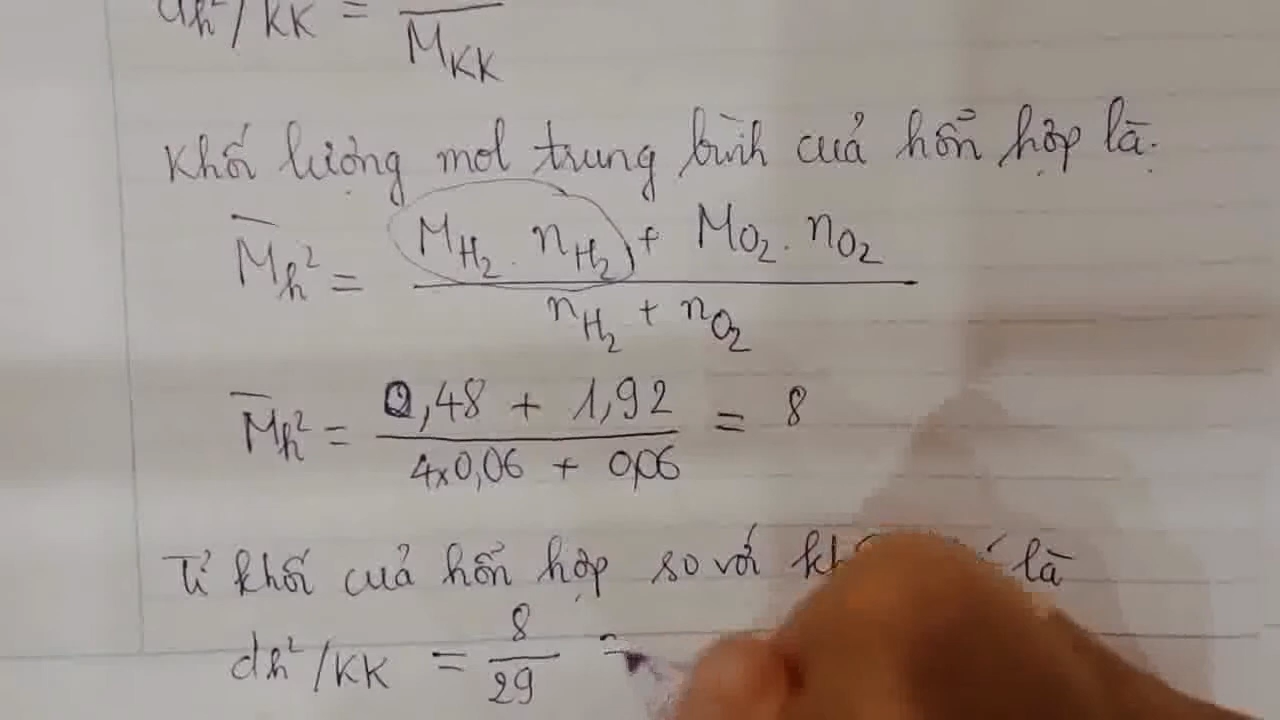 dh²/KK = ― / MKK
Khối lượng mol trung bình của hỗn hợp là.
M̅h² = (MH₂ . nH₂ + MO₂ . nO₂) / (nH₂ + nO₂)
M̅h² = (0,48 + 1,92) / (4x0,06 + 0,06) = 8
Tỉ khối của hỗn hợp so với là
dh²/KK = 8/29 =